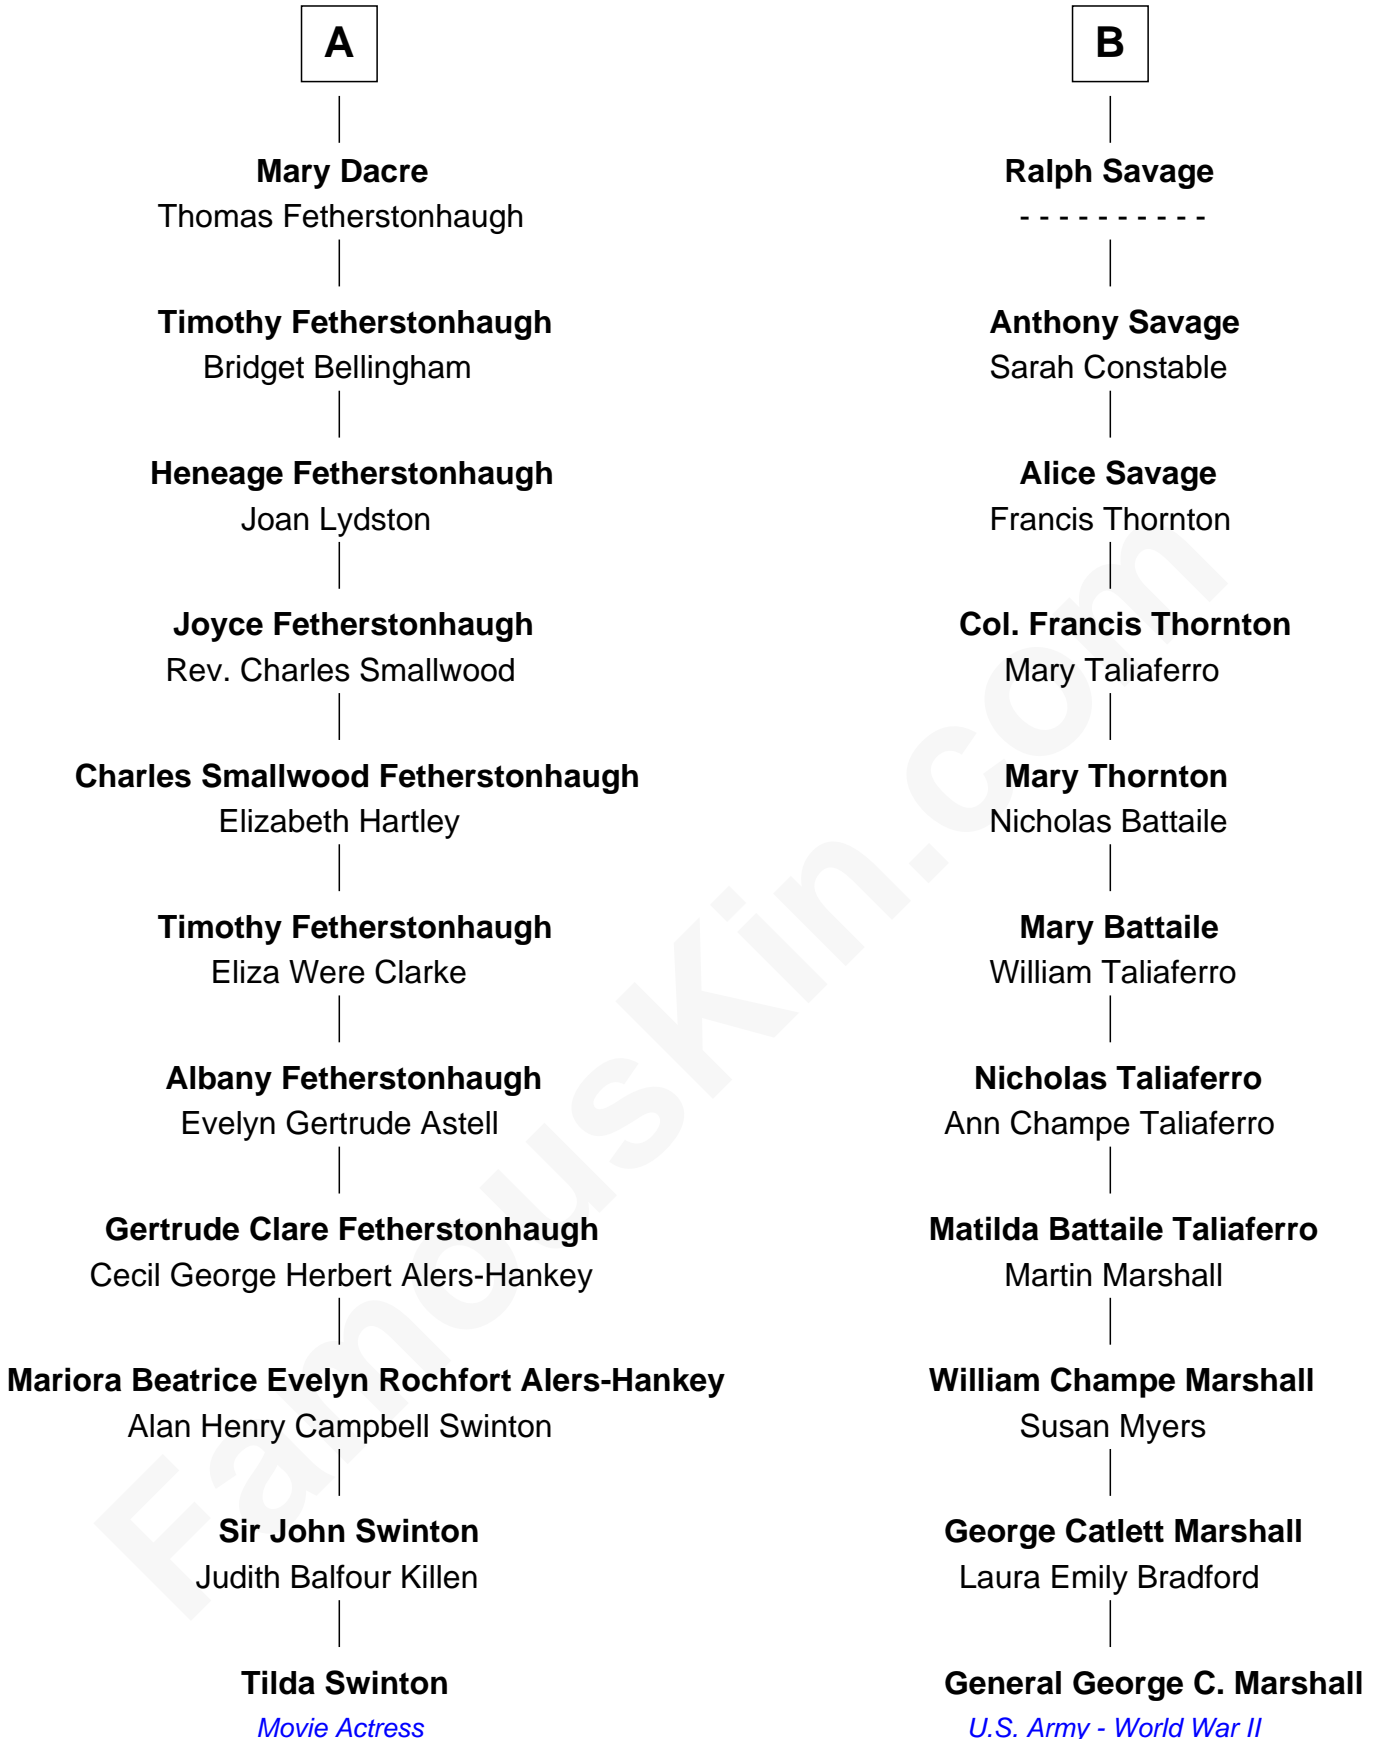 A
Mary Dacre
Thomas Fetherstonhaugh
Timothy Fetherstonhaugh
Bridget Bellingham
Heneage Fetherstonhaugh
Joan Lydston
Joyce Fetherstonhaugh
Rev. Charles Smallwood
Charles Smallwood Fetherstonhaugh
Elizabeth Hartley
Timothy Fetherstonhaugh
Eliza Were Clarke
Albany Fetherstonhaugh
Evelyn Gertrude Astell
Gertrude Clare Fetherstonhaugh
Cecil George Herbert Alers-Hankey
Mariora Beatrice Evelyn Rochfort Alers-Hankey
Alan Henry Campbell Swinton
Sir John Swinton
Judith Balfour Killen
Tilda Swinton
Movie Actress
B
Ralph Savage
- - - - - - - - - -
Anthony Savage
Sarah Constable
Alice Savage
Francis Thornton
Col. Francis Thornton
Mary Taliaferro
Mary Thornton
Nicholas Battaile
Mary Battaile
William Taliaferro
Nicholas Taliaferro
Ann Champe Taliaferro
Matilda Battaile Taliaferro
Martin Marshall
William Champe Marshall
Susan Myers
George Catlett Marshall
Laura Emily Bradford
General George C. Marshall
U.S. Army - World War II
FamousKin.com